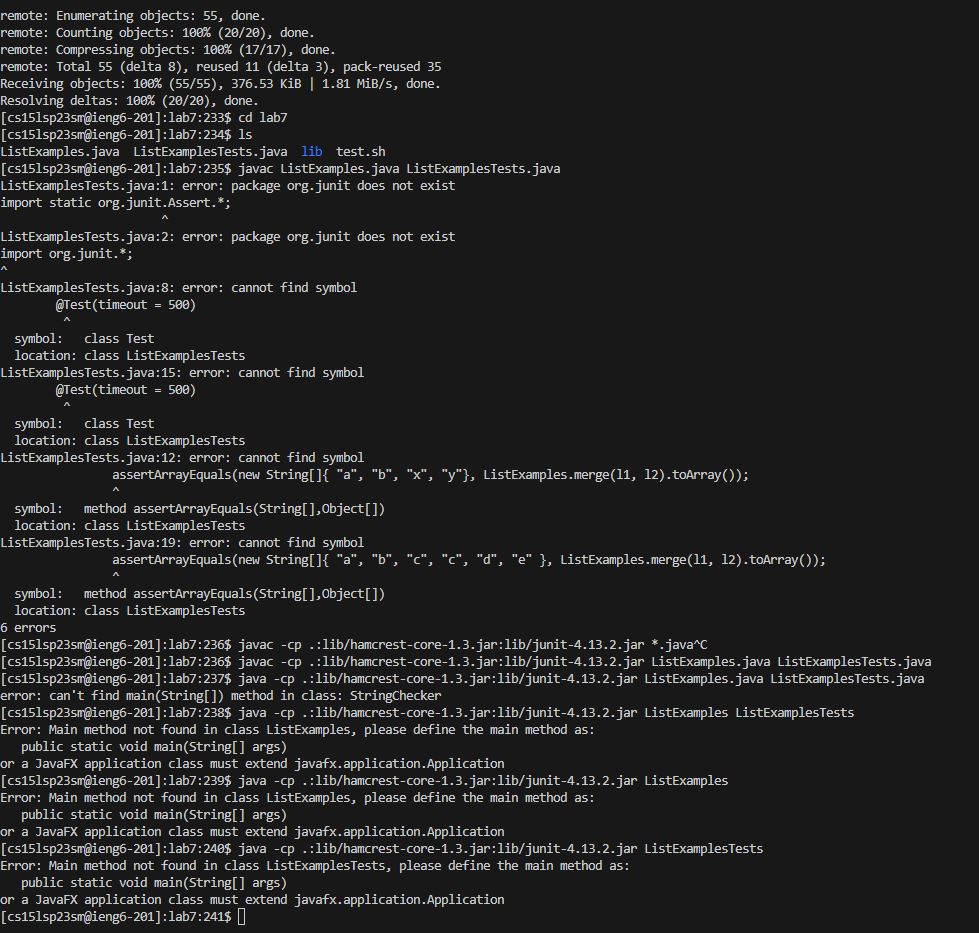 remote: Enumerating objects: 55, done.
remote: Counting objects: 100% (20/20), done.
remote: Compressing objects: 100% (17/17), done.
remote: Total 55 (delta 8), reused 11 (delta 3), pack-reused 35
Receiving objects: 100% (55/55), 376.53 KiB | 1.81 MiB/s, done.
Resolving deltas: 100% (20/20), done.
[cs15lsp23sm@ieng6-201]:lab7:233$ cd lab7
[cs15lsp23sm@ieng6-201]:lab7:234$ ls
ListExamples.java  ListExamplesTests.java  lib  test.sh
[cs15lsp23sm@ieng6-201]:lab7:235$ javac ListExamples.java ListExamplesTests.java
ListExamplesTests.java:1: error: package org.junit does not exist
import static org.junit.Assert.*;
                       ^
ListExamplesTests.java:2: error: package org.junit does not exist
import org.junit.*;
^
ListExamplesTests.java:8: error: cannot find symbol
        @Test(timeout = 500)
         ^
  symbol:   class Test
  location: class ListExamplesTests
ListExamplesTests.java:15: error: cannot find symbol
        @Test(timeout = 500)
         ^
  symbol:   class Test
  location: class ListExamplesTests
ListExamplesTests.java:12: error: cannot find symbol
                assertArrayEquals(new String[]{ "a", "b", "x", "y"}, ListExamples.merge(l1, l2).toArray());
                ^
  symbol:   method assertArrayEquals(String[],Object[])
  location: class ListExamplesTests
ListExamplesTests.java:19: error: cannot find symbol
                assertArrayEquals(new String[]{ "a", "b", "c", "c", "d", "e" }, ListExamples.merge(l1, l2).toArray());
                ^
  symbol:   method assertArrayEquals(String[],Object[])
  location: class ListExamplesTests
6 errors
[cs15lsp23sm@ieng6-201]:lab7:236$ javac -cp .:lib/hamcrest-core-1.3.jar:lib/junit-4.13.2.jar *.java^C
[cs15lsp23sm@ieng6-201]:lab7:236$ javac -cp .:lib/hamcrest-core-1.3.jar:lib/junit-4.13.2.jar ListExamples.java ListExamplesTests.java
[cs15lsp23sm@ieng6-201]:lab7:237$ java -cp .:lib/hamcrest-core-1.3.jar:lib/junit-4.13.2.jar ListExamples.java ListExamplesTests.java
error: can't find main(String[]) method in class: StringChecker
[cs15lsp23sm@ieng6-201]:lab7:238$ java -cp .:lib/hamcrest-core-1.3.jar:lib/junit-4.13.2.jar ListExamples ListExamplesTests
Error: Main method not found in class ListExamples, please define the main method as:
   public static void main(String[] args)
or a JavaFX application class must extend javafx.application.Application
[cs15lsp23sm@ieng6-201]:lab7:239$ java -cp .:lib/hamcrest-core-1.3.jar:lib/junit-4.13.2.jar ListExamples
Error: Main method not found in class ListExamples, please define the main method as:
   public static void main(String[] args)
or a JavaFX application class must extend javafx.application.Application
[cs15lsp23sm@ieng6-201]:lab7:240$ java -cp .:lib/hamcrest-core-1.3.jar:lib/junit-4.13.2.jar ListExamplesTests
Error: Main method not found in class ListExamplesTests, please define the main method as:
   public static void main(String[] args)
or a JavaFX application class must extend javafx.application.Application
[cs15lsp23sm@ieng6-201]:lab7:241$